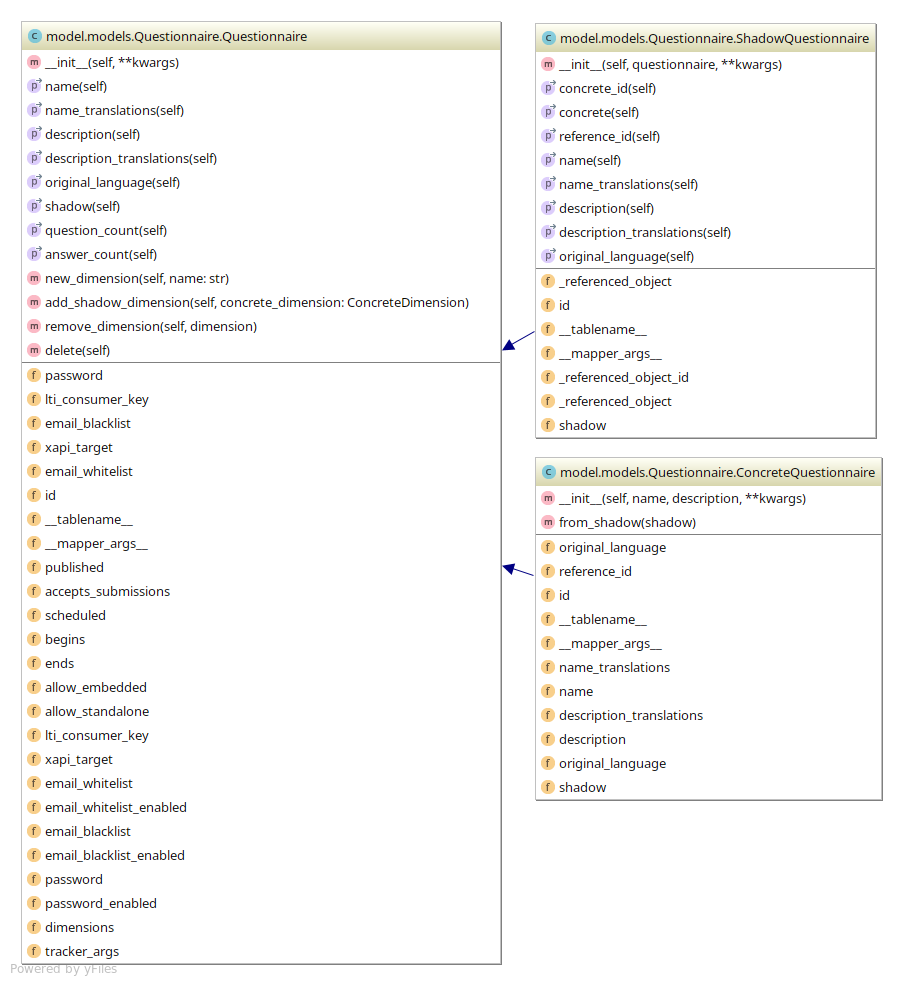 model.models.Questionnaire.Questionnaire
m __init__(self, **kwargs)
p name(self)
p name_translations(self)
p description(self)
p description_translations(self)
p original_language(self)
p shadow(self)
p question_count(self)
p answer_count(self)
m new_dimension(self, name: str)
m add_shadow_dimension(self, concrete_dimension: ConcreteDimension)
m remove_dimension(self, dimension)
m delete(self)
f password
f lti_consumer_key
f email_blacklist
f xapi_target
f email_whitelist
f id
f __tablename__
f __mapper_args__
f published
f accepts_submissions
f scheduled
f begins
f ends
f allow_embedded
f allow_standalone
f lti_consumer_key
f xapi_target
f email_whitelist
f email_whitelist_enabled
f email_blacklist
f email_blacklist_enabled
f password
f password_enabled
f dimensions
f tracker_args
C model.models.Questionnaire.ShadowQuestionnaire
m __init__(self, questionnaire, **kwargs)
p concrete_id(self)
p concrete(self)
p reference_id(self)
p name(self)
p name_translations(self)
p description(self)
p description_translations(self)
p original_language(self)
f _referenced_object
f id
f __tablename__
f __mapper_args__
f _referenced_object_id
f _referenced_object
f shadow
C model.models.Questionnaire.ConcreteQuestionnaire
m __init__(self, name, description, **kwargs)
m from_shadow(shadow)
f original_language
f reference_id
f id
f __tablename__
f __mapper_args__
f name_translations
f name
f description_translations
f description
f original_language
f shadow
Powered by yFiles